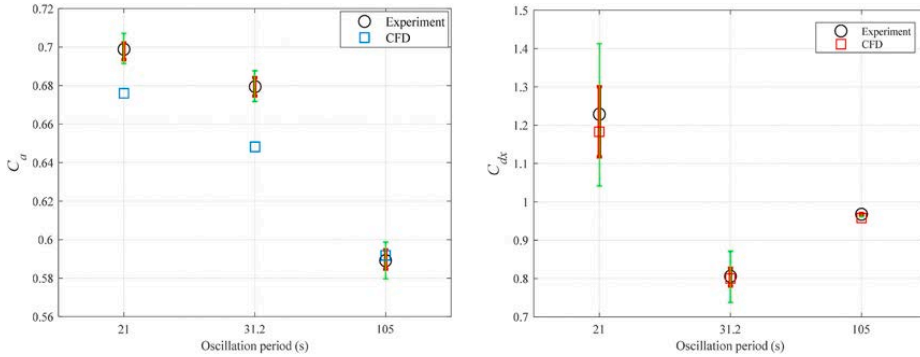 0.72
0.7
0.68
0.66
0.64
0.62
0.6
0.58
0.56
C_a
Experiment
CFD
21 31.2 105
Oscillation period (s)
1.5
1.4
1.3
1.2
1.1
1
0.9
0.8
0.7
C_dx
Experiment
CFD
21 31.2 105
Oscillation period (s)